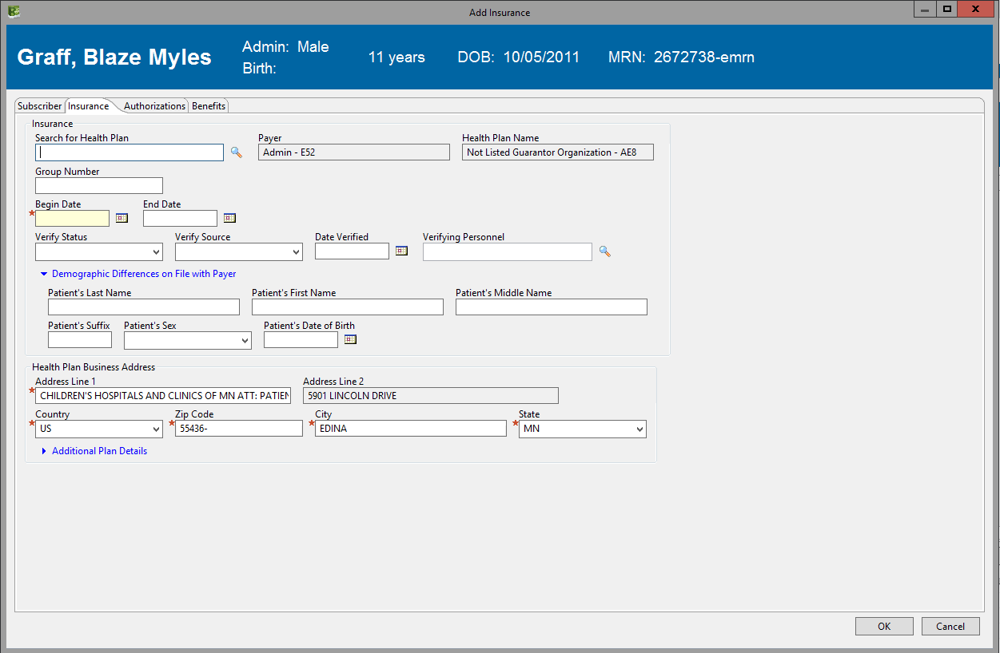 Add Insurance
Graff, Blaze Myles
Admin: Male
Birth:
11 years
DOB: 10/05/2011
MRN: 2672738-emrn
Subscriber Insurance Authorizations Benefits
Insurance
Search for Health Plan Payer Health Plan Name
Admin - E52 Not Listed Guarantor Organization - AE8
Group Number
* Begin Date End Date
Verify Status Verify Source Date Verified Verifying Personnel
Demographic Differences on File with Payer
Patient's Last Name Patient's First Name Patient's Middle Name
Patient's Suffix Patient's Sex Patient's Date of Birth
Health Plan Business Address
Address Line 1 Address Line 2
* CHILDREN'S HOSPITALS AND CLINICS OF MN ATT: PATIEN 5901 LINCOLN DRIVE
Country Zip Code City State
* US * 55436- * EDINA * MN
Additional Plan Details
OK Cancel